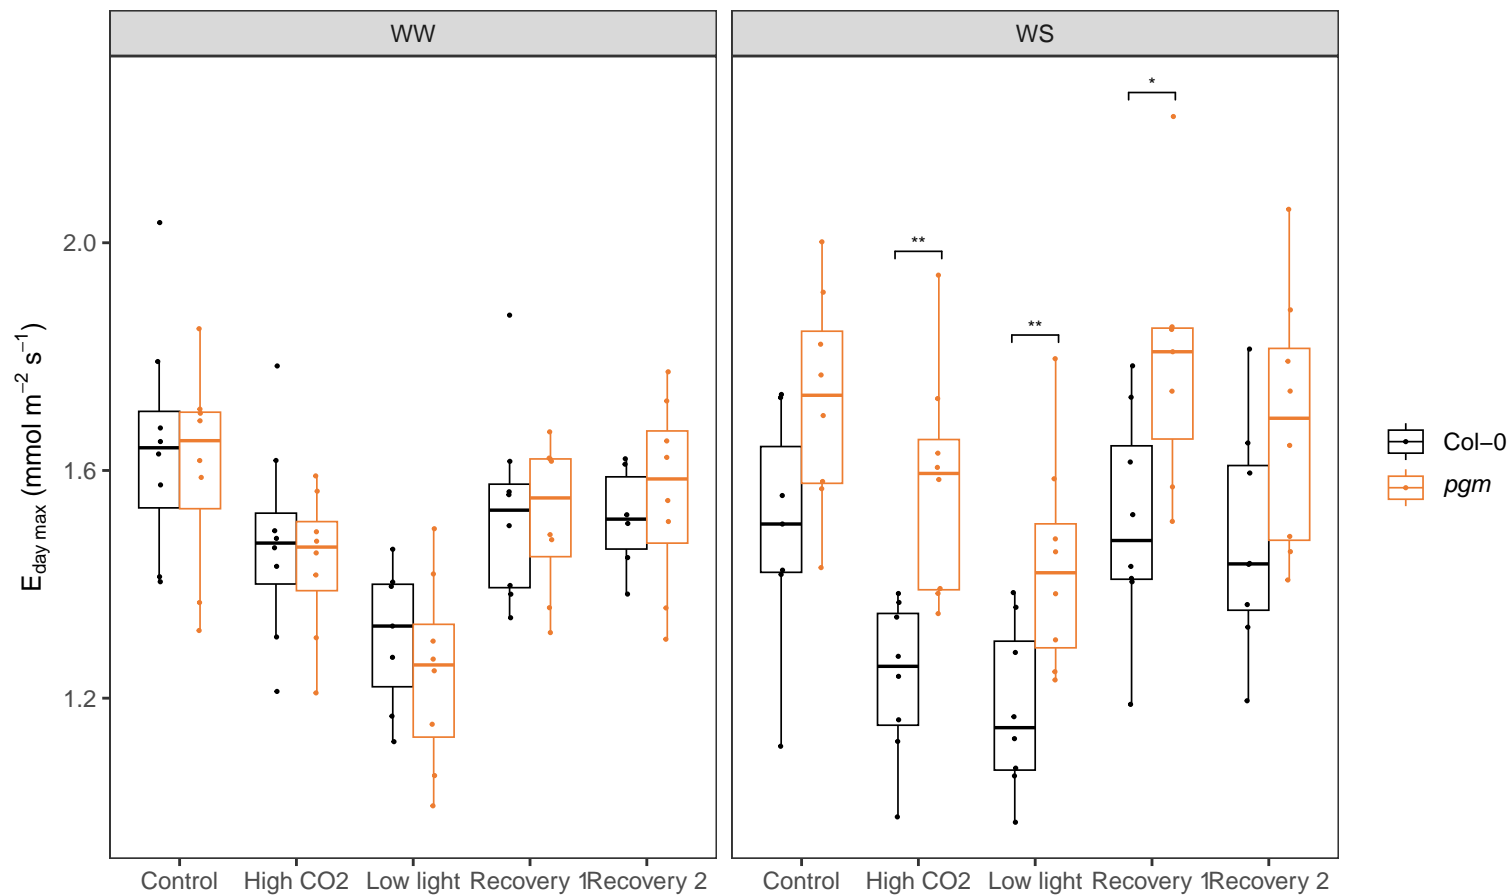 WW WS
*
** 
**
2.0
1.6
1.2
E day max (mmol m⁻² s⁻¹)
Col−0
pgm
Control High CO2 Low light Recovery 1 Recovery 2 Control High CO2 Low light Recovery 1 Recovery 2